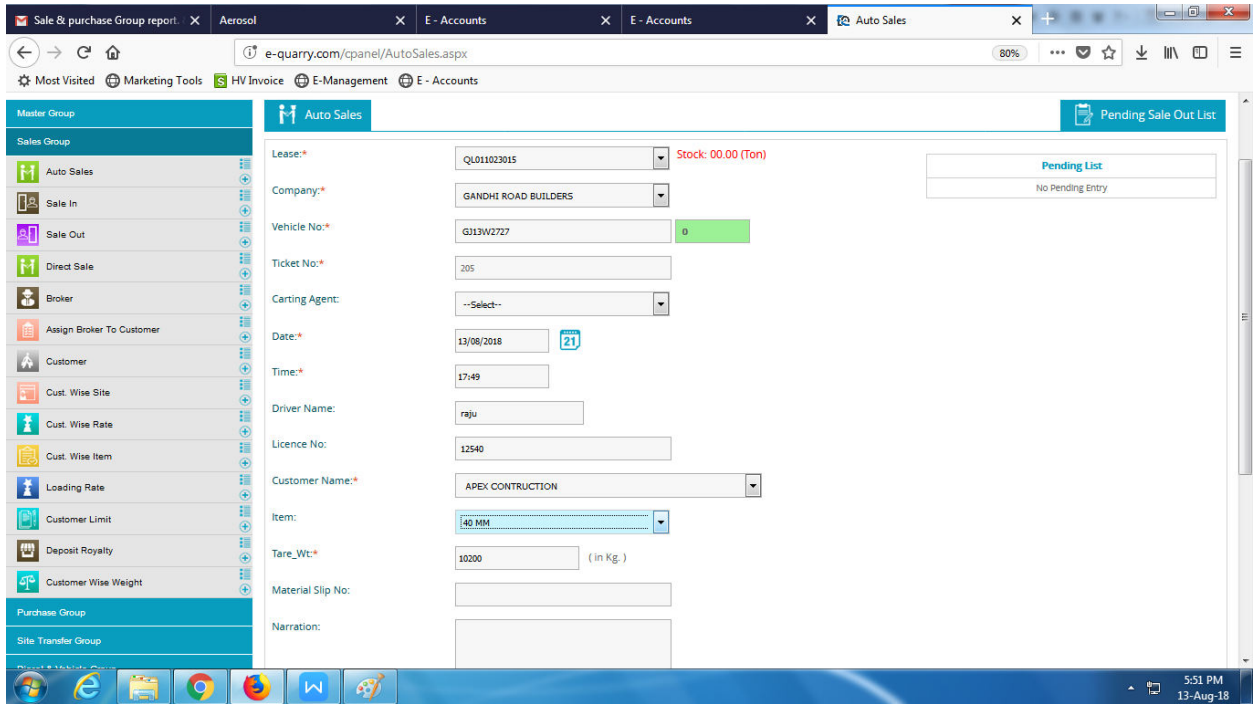 Sale & purchase Group report.
Aerosol
E - Accounts
E - Accounts
Auto Sales
e-quarry.com/cpanel/AutoSales.aspx
80%
Most Visited Marketing Tools HV Invoice E-Management E - Accounts
Master Group
Sales Group
Auto Sales
Sale In
Sale Out
Direct Sale
Broker
Assign Broker To Customer
Customer
Cust. Wise Site
Cust. Wise Rate
Cust. Wise Item
Loading Rate
Customer Limit
Deposit Royalty
Customer Wise Weight
Purchase Group
Site Transfer Group
Auto Sales
Pending Sale Out List
Lease:* QL011023015 Stock: 00.00 (Ton)
Company:* GANDHI ROAD BUILDERS
Vehicle No:* GJ13W2727 0
Ticket No:* 205
Carting Agent: --Select--
Date:* 13/08/2018 21
Time:* 17:49
Driver Name: raju
Licence No: 12540
Customer Name:* APEX CONTRUCTION
Item: 40 MM
Tare_Wt:* 10200 ( in Kg. )
Material Slip No:
Narration:
Pending List
No Pending Entry
5:51 PM
13-Aug-18